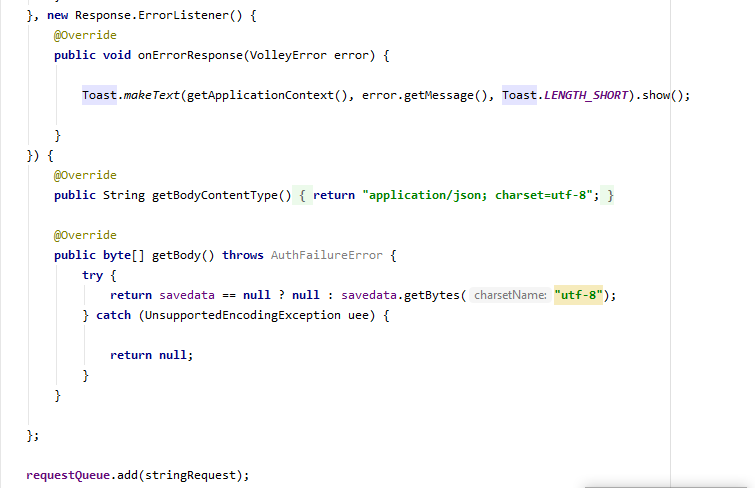 }, new Response.ErrorListener() {
@Override
public void onErrorResponse(VolleyError error) {
Toast.makeText(getApplicationContext(), error.getMessage(), Toast.LENGTH_SHORT).show();
}
}) {
@Override
public String getBodyContentType() { return "application/json; charset=utf-8"; }
@Override
public byte[] getBody() throws AuthFailureError {
try {
return savedata == null ? null : savedata.getBytes( charsetName: "utf-8");
} catch (UnsupportedEncodingException uee) {
return null;
}
}
};
requestQueue.add(stringRequest);